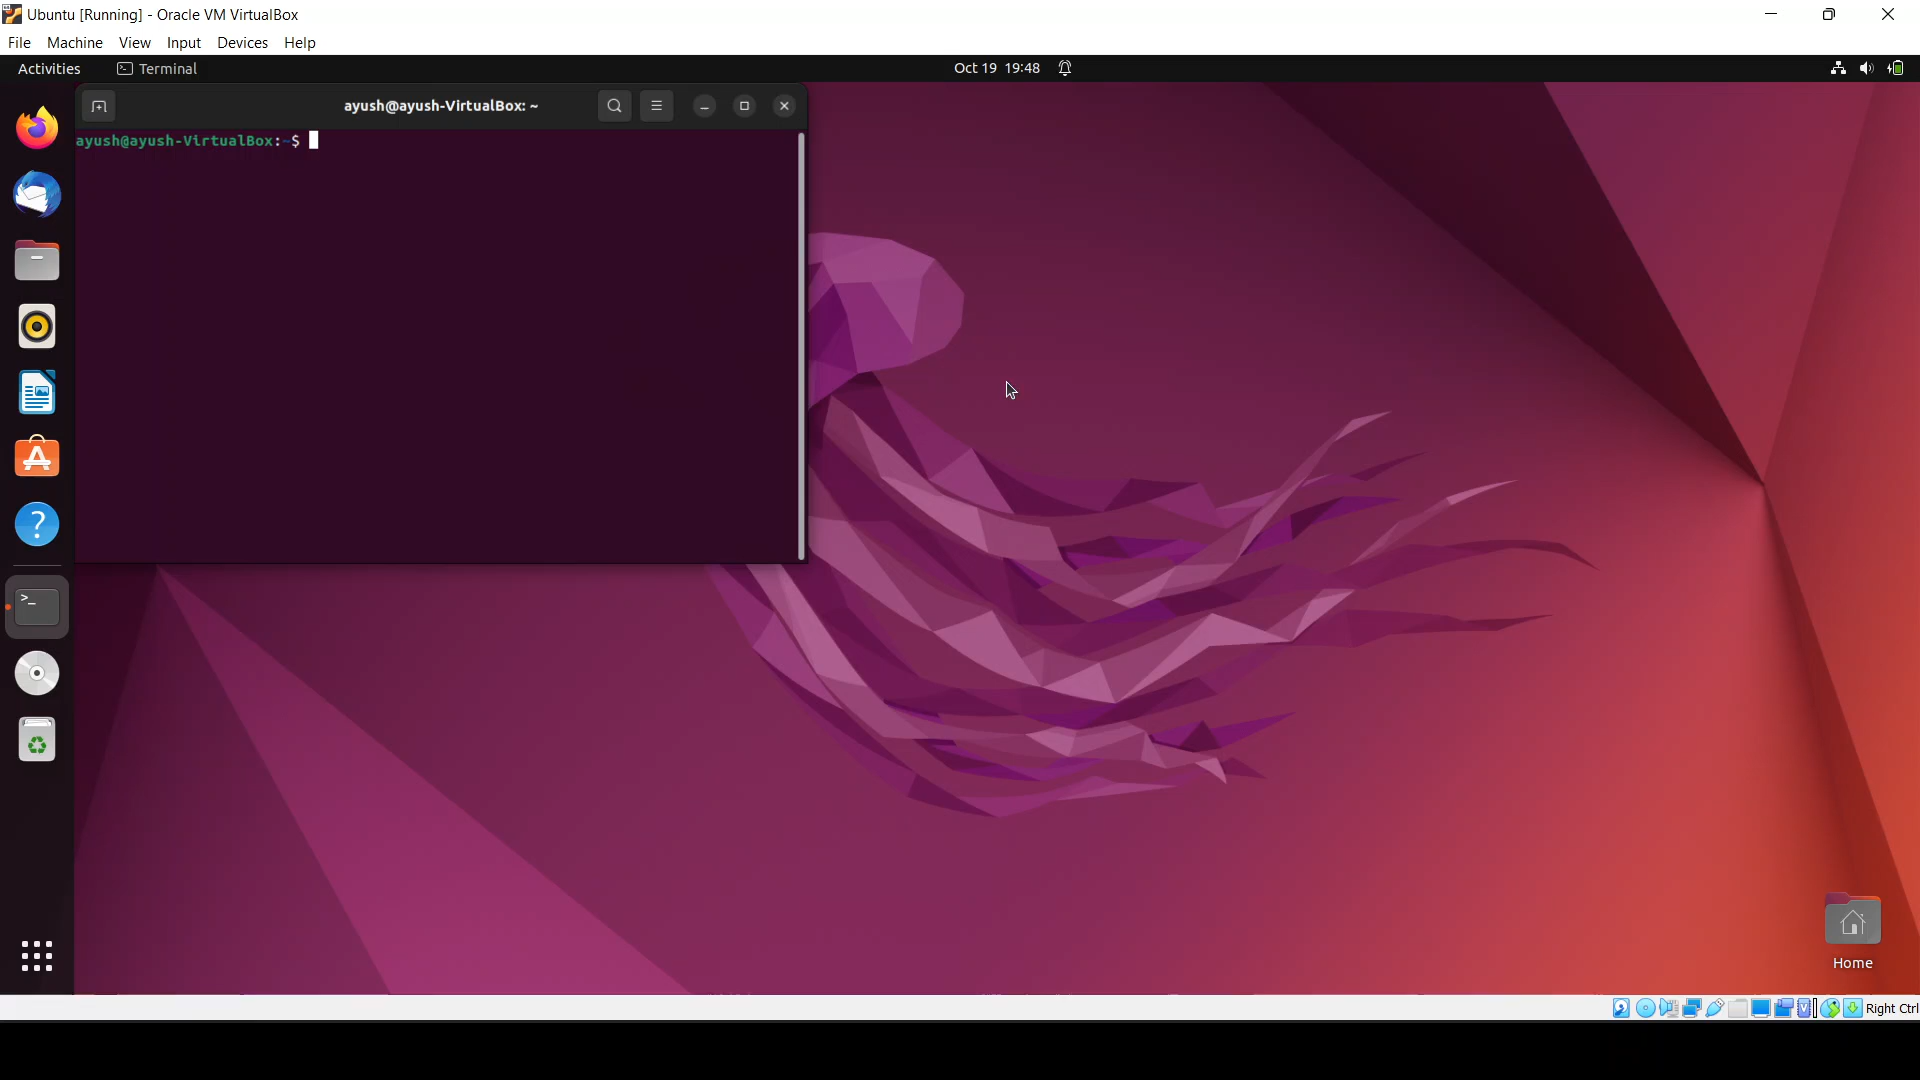 Ubuntu [Running] - Oracle VM VirtualBox
File Machine View Input Devices Help
Activities Terminal Oct 19 19:48
ayush@ayush-VirtualBox: ~
ayush@ayush-VirtualBox:~$
Home
Right Ctrl